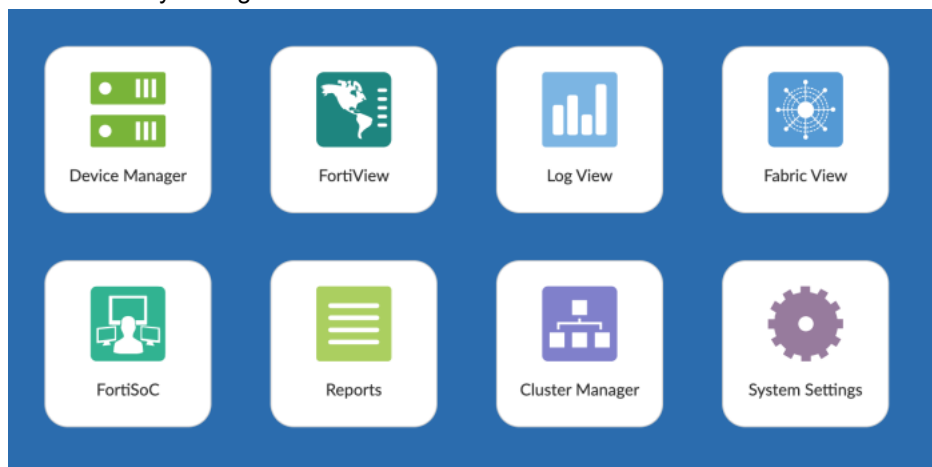 Device Manager
FortiView
Log View
Fabric View
FortiSoC
Reports
Cluster Manager
System Settings